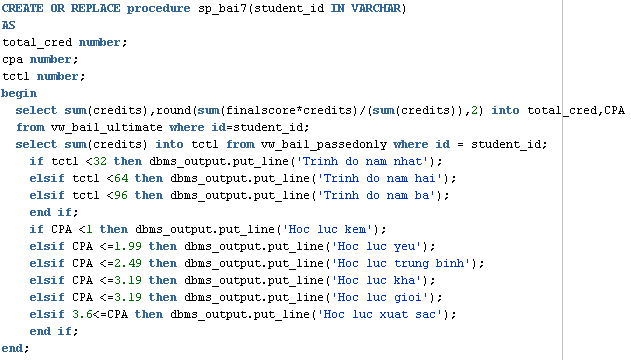 CREATE OR REPLACE procedure sp_bai7(student_id IN VARCHAR)
AS
total_cred number;
cpa number;
tctl number;
begin
select sum(credits),round(sum(finalscore*credits)/(sum(credits)),2) into total_cred,CPA
from vw_bail_ultimate where id=student_id;
select sum(credits) into tctl from vw_bail_passedonly where id = student_id;
if tctl <32 then dbms_output.put_line('Trinh do nam nhat');
elsif tctl <64 then dbms_output.put_line('Trinh do nam hai');
elsif tctl <96 then dbms_output.put_line('Trinh do nam ba');
end if;
if CPA <1 then dbms_output.put_line('Hoc luc kem');
elsif CPA <=1.99 then dbms_output.put_line('Hoc luc yeu');
elsif CPA <=2.49 then dbms_output.put_line('Hoc luc trung binh');
elsif CPA <=3.19 then dbms_output.put_line('Hoc luc kha');
elsif CPA <=3.19 then dbms_output.put_line('Hoc luc gioi');
elsif 3.6<=CPA then dbms_output.put_line('Hoc luc xuat sac');
end if;
end;